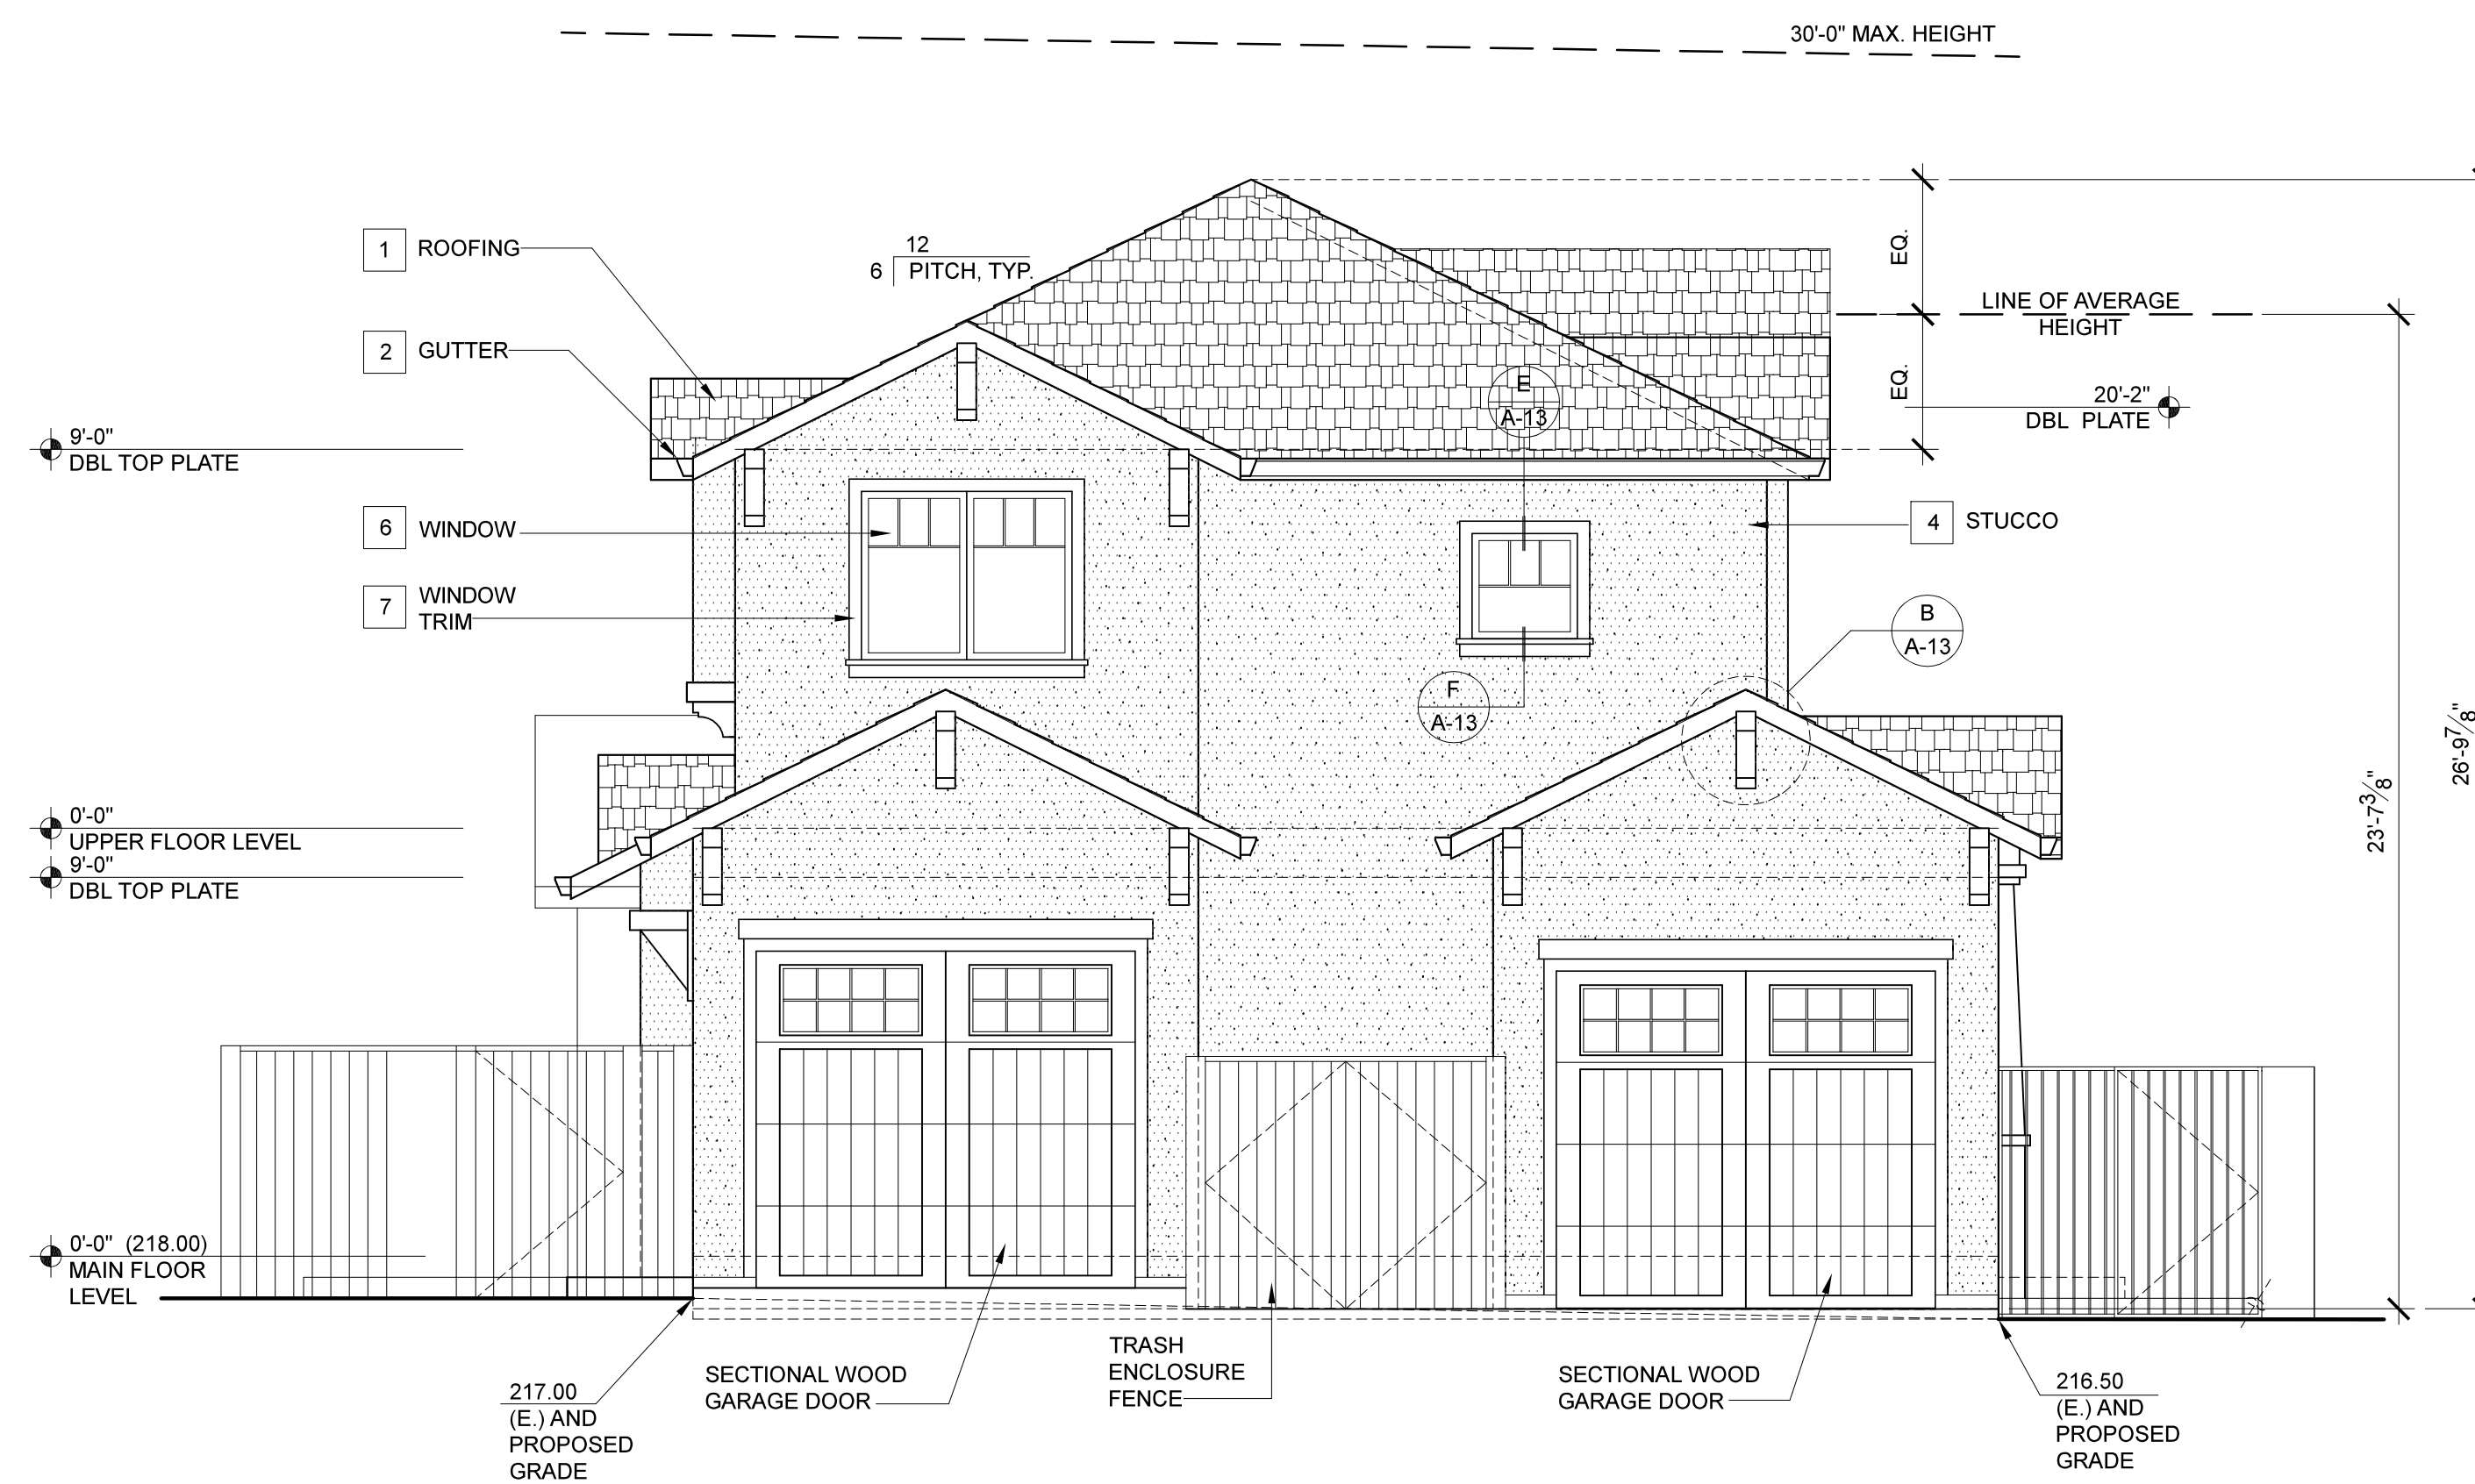 30'-0" MAX. HEIGHT
1 ROOFING
12
6 PITCH, TYP.
EQ.
LINE OF AVERAGE
HEIGHT
2 GUTTER
EQ.
E
A-13
20'-2"
DBL PLATE
9'-0"
DBL TOP PLATE
6 WINDOW
4 STUCCO
7 WINDOW
TRIM
B
A-13
F
A-13
26'-9 7/8"
23'-7 3/8"
0'-0"
UPPER FLOOR LEVEL
9'-0"
DBL TOP PLATE
0'-0" (218.00)
MAIN FLOOR
LEVEL
217.00
(E.) AND
PROPOSED
GRADE
SECTIONAL WOOD
GARAGE DOOR
TRASH
ENCLOSURE
FENCE
SECTIONAL WOOD
GARAGE DOOR
216.50
(E.) AND
PROPOSED
GRADE